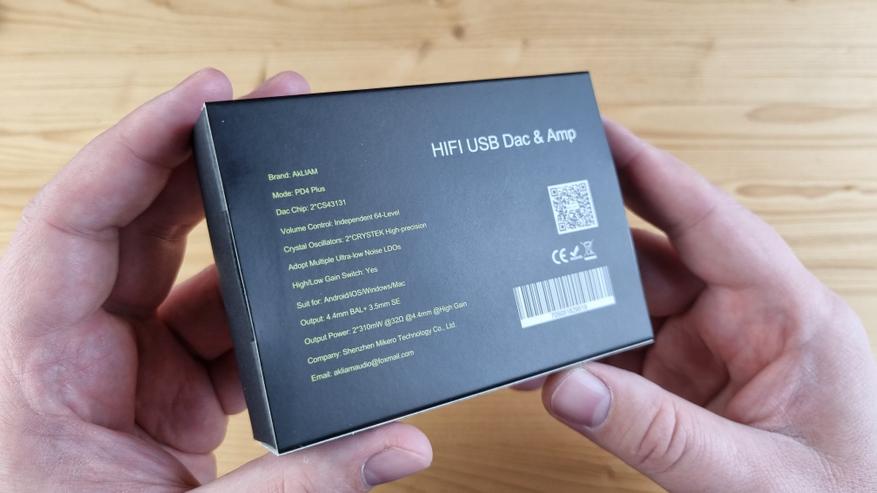 HIFI USB Dac & Amp
Brand: AKLIAM
Mode: PD4 Plus
Dac Chip: 2*CS43131
Volume Control: Independent 64-Level
Crystal Oscillators: 2*CRYSTEK High-precision
Adopt Multiple Ultra-low Noise LDOs
High/Low Gain Switch: Yes
Suit for: Android/IOS/Windows/Mac
Output: 4.4mm BAL+ 3.5mm SE
Output Power: 2*310mW @32Ω @4.4mm @High Gain
Company: Shenzhen Mikero Technology Co., Ltd.
Email: akliamaudio@foxmail.com
CE